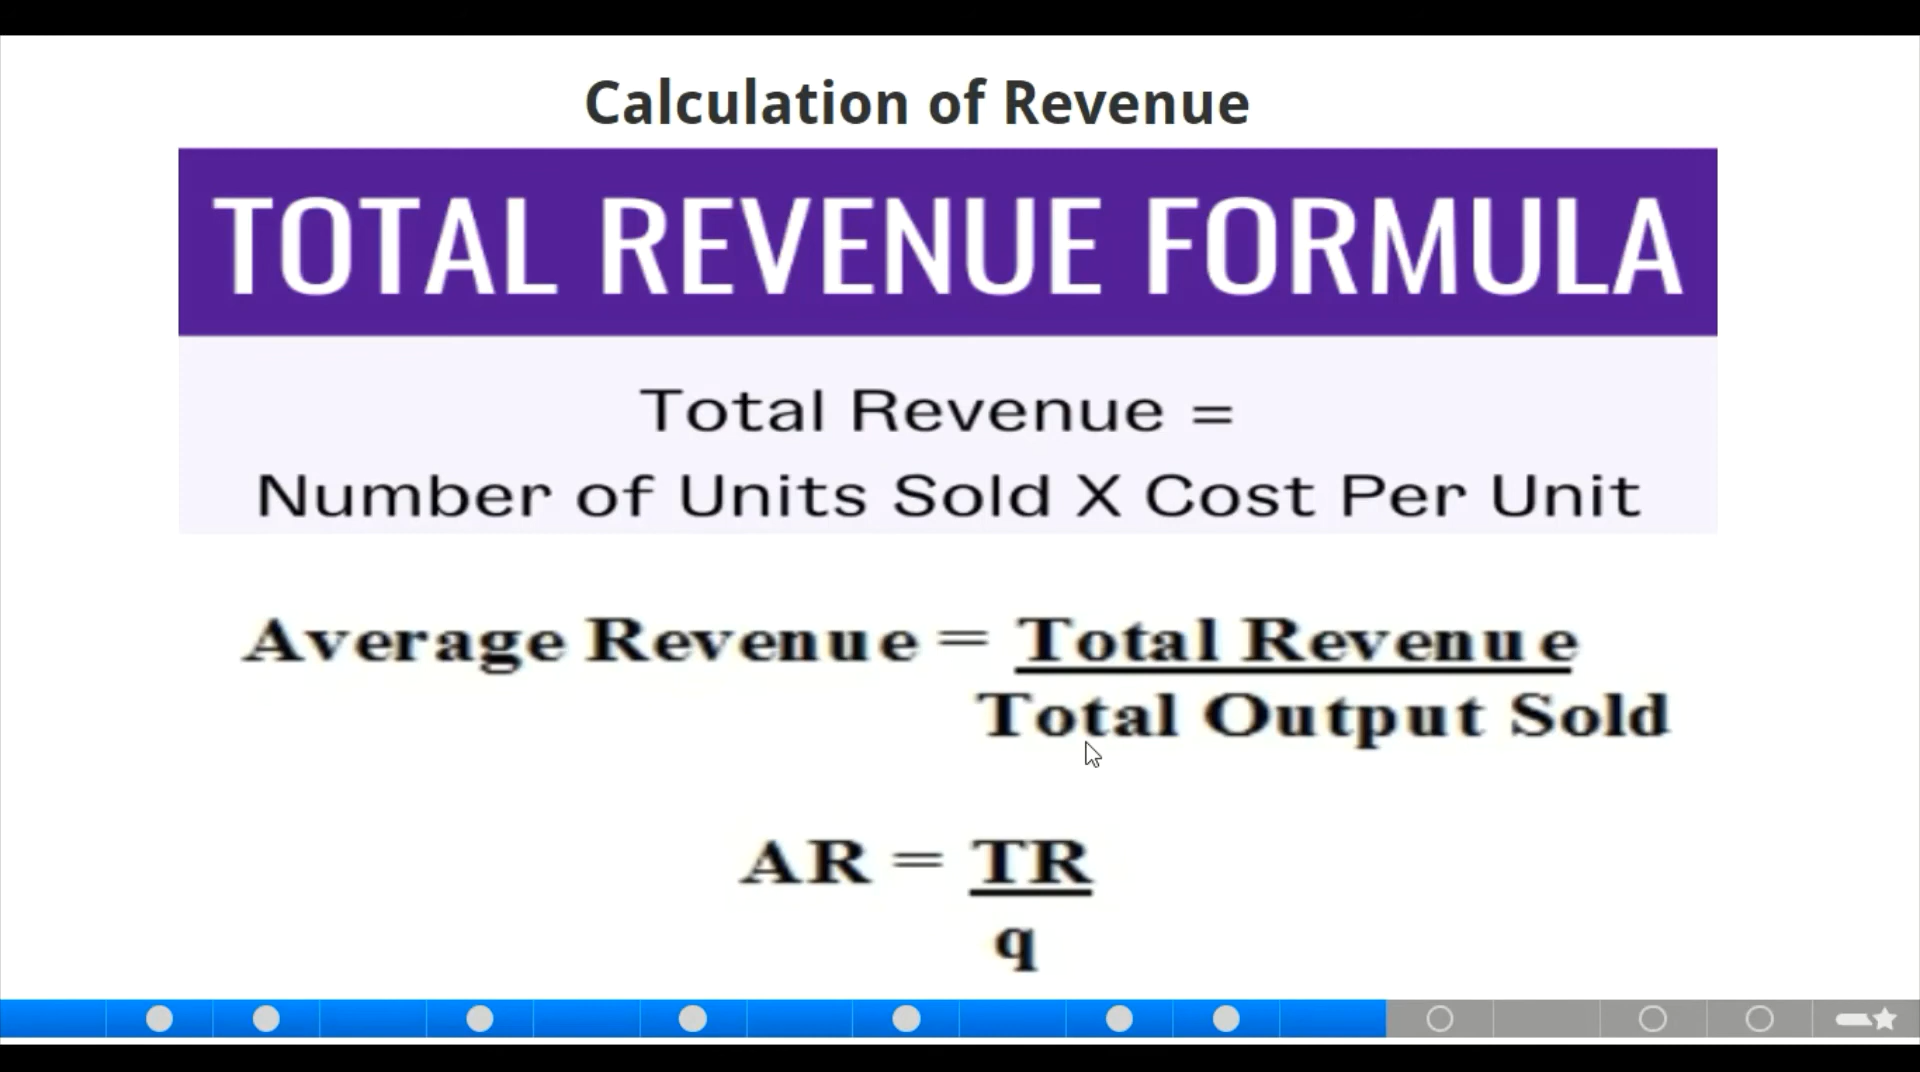 Calculation of Revenue
TOTAL REVENUE FORMULA
Total Revenue =
Number of Units Sold X Cost Per Unit
Average Revenue = Total Revenue
Total Output Sold
AR = TR
q